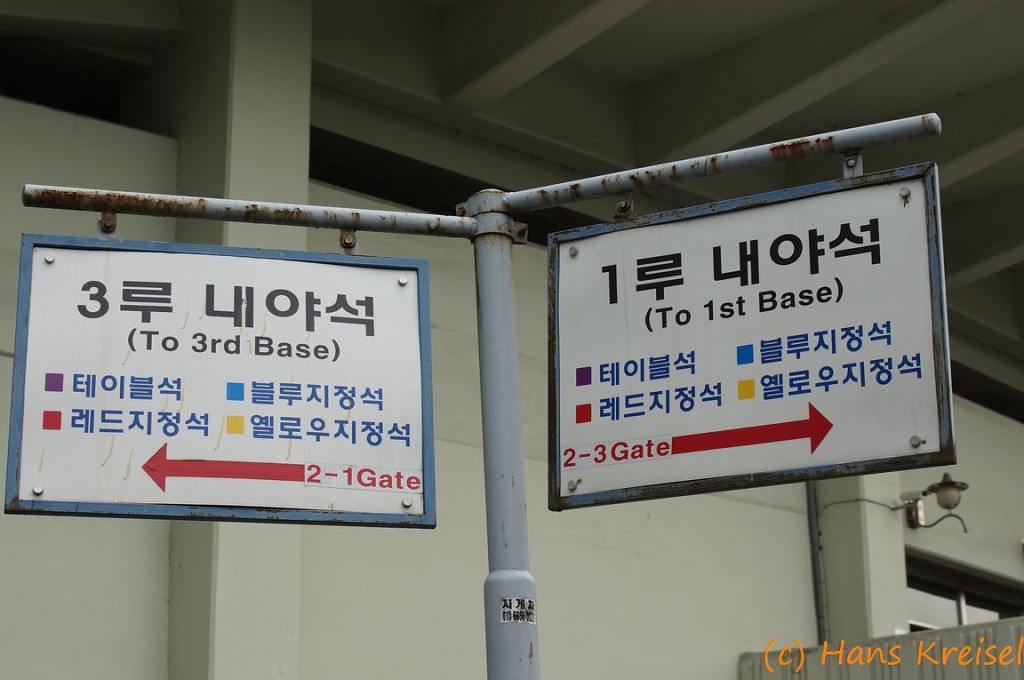 3루 내야석
(To 3rd Base)
테이블석 블루지정석
레드지정석 옐로우지정석
2-1Gate
1루 내야석
(To 1st Base)
테이블석 블루지정석
레드지정석 옐로우지정석
2-3Gate
지게차
(c) Hans Kreisel